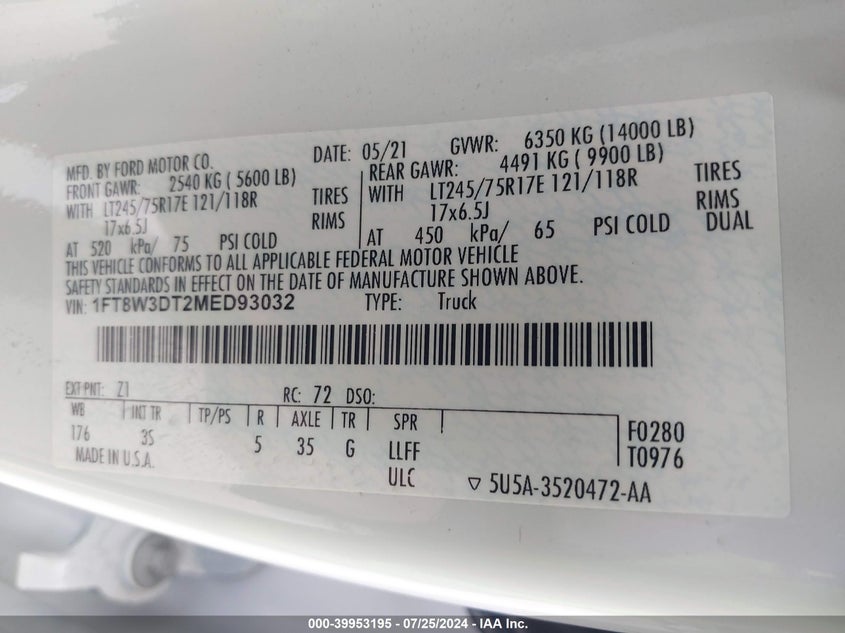 MFD. BY FORD MOTOR CO.
DATE: 05/21 GVWR: 6350 KG (14000 LB)
FRONT GAWR: 2540 KG ( 5600 LB)
WITH LT245/75R17E 121/118R TIRES
17x6.5J RIMS
AT 520 kPa/ 75 PSI COLD
REAR GAWR: 4491 KG ( 9900 LB)
WITH LT245/75R17E 121/118R TIRES
17x6.5J RIMS
AT 450 kPa/ 65 PSI COLD DUAL
THIS VEHICLE CONFORMS TO ALL APPLICABLE FEDERAL MOTOR VEHICLE
SAFETY STANDARDS IN EFFECT ON THE DATE OF MANUFACTURE SHOWN ABOVE.
VIN: 1FT8W3DT2MED93032 TYPE: Truck
EXT PNT: Z1 RC: 72 DSO:
WB INT TR TP/PS R AXLE TR SPR
176 3S 5 35 G LLFF
ULC
MADE IN U.S.A.
F0280
T0976
▽ 5U5A-3520472-AA
000-39953195 - 07/25/2024 - IAA Inc.